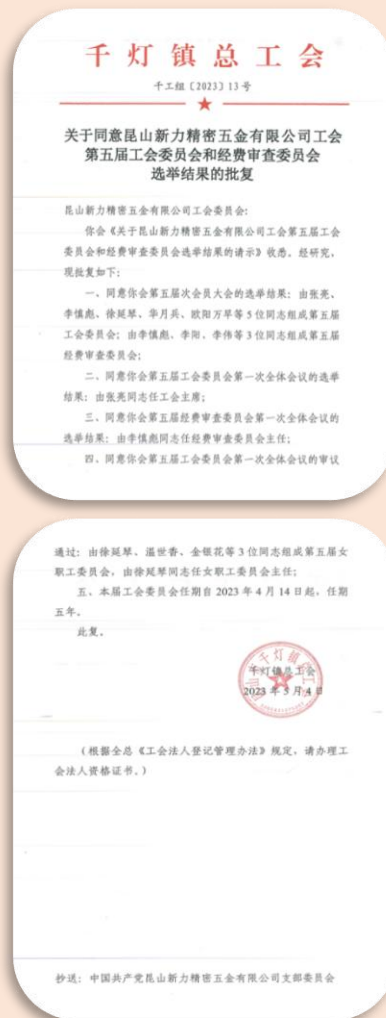 千灯镇总工会
千工组〔2023〕13号
关于同意昆山新力精密五金有限公司工会
第五届工会委员会和经费审查委员会
选举结果的批复
昆山新力精密五金有限公司工会委员会:
你会《关于昆山新力精密五金有限公司工会第五届工会
委员会和经费审查委员会选举结果的请示》收悉。经研究,
现批复如下:
一、同意你会第五届次会员大会的选举结果: 由张亮、
李慎彪、徐延琴、华月兵、欧阳万早等5位同志组成第五届
工会委员会; 由李慎彪、李阳、李伟等3位同志组成第五届
经费审查委员会;
二、同意你会第五届工会委员会第一次全体会议的选举
结果: 由张亮同志任工会主席;
三、同意你会第五届经费审查委员会第一次全体会议的
选举结果: 由李慎彪同志任经费审查委员会主任;
四、同意你会第五届工会委员会第一次全体会议的审议
通过: 由徐延琴、温世香、金银花等3位同志组成第五届女
职工委员会, 由徐延琴同志任女职工委员会主任;
五、本届工会委员会任期自2023年4月14日起, 任期
五年。
此复。
千灯镇总工会
2023年5月4日
(根据全总《工会法人登记管理办法》规定, 请办理工
会法人资格证书。)
抄送: 中国共产党昆山新力精密五金有限公司支部委员会